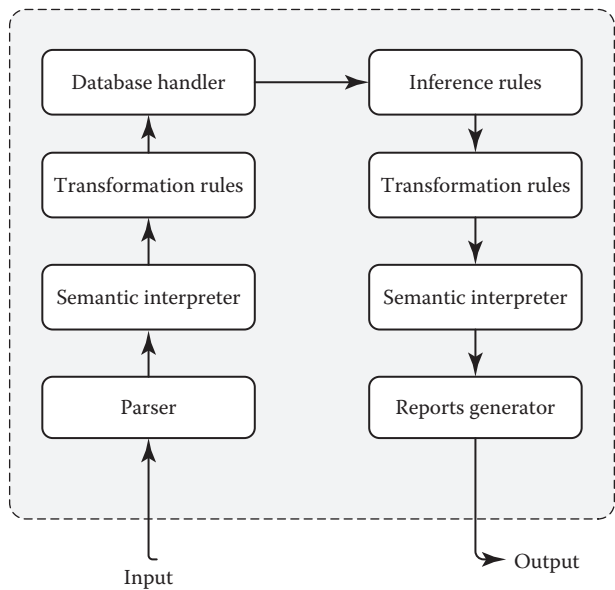 Database handler
Inference rules
Transformation rules
Transformation rules
Semantic interpreter
Semantic interpreter
Parser
Reports generator
Input
Output